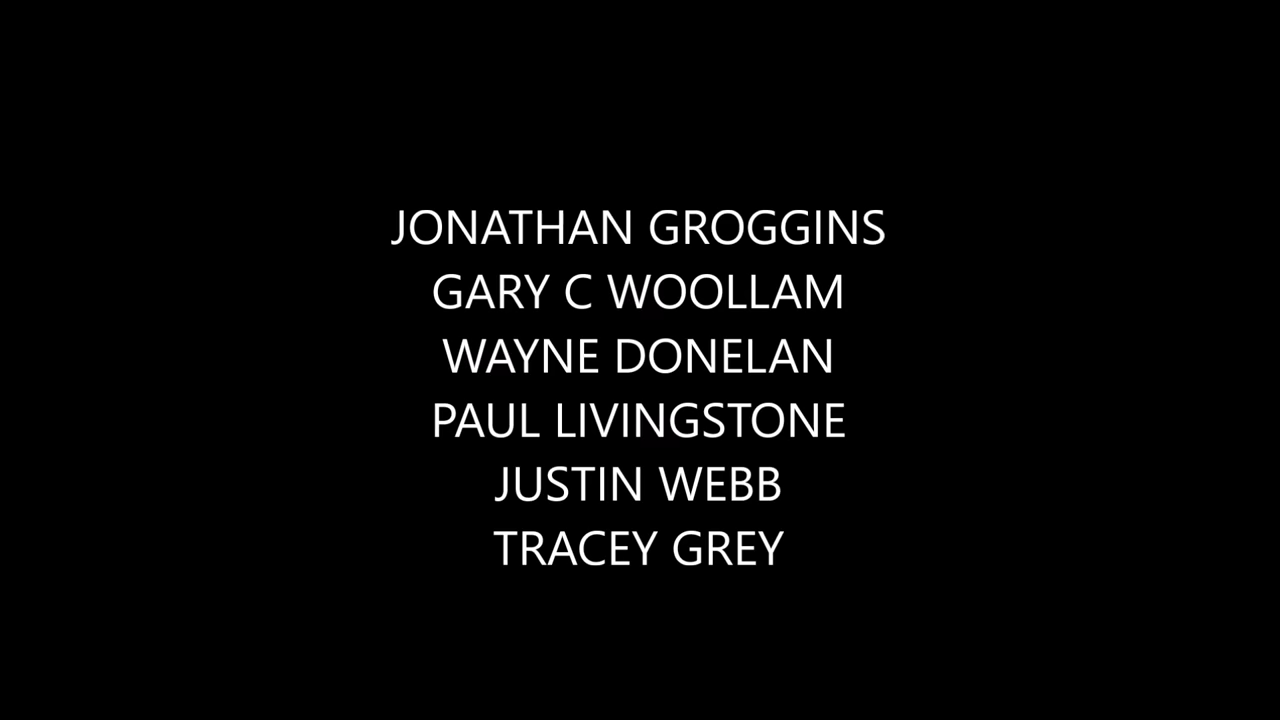 JONATHAN GROGGINS
GARY C WOOLLAM
WAYNE DONELAN
PAUL LIVINGSTONE
JUSTIN WEBB
TRACEY GREY